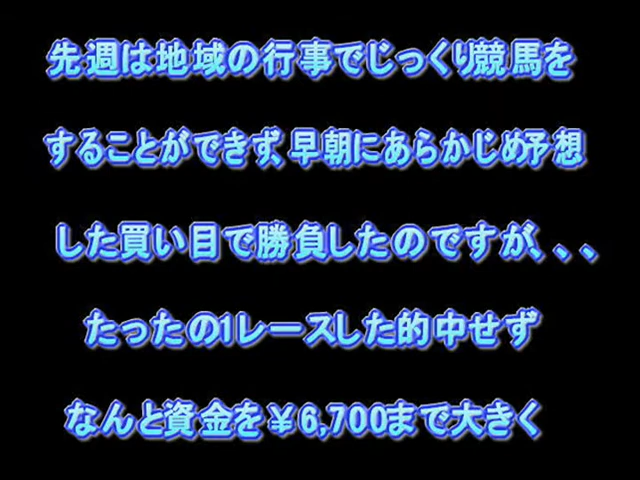 先週は地域の行事でじっくり競馬を
することができず、早朝にあらかじめ予想
した買い目で勝負したのですが、、、
たったの1レースした的中せず
なんと資金を￥6,700まで大きく